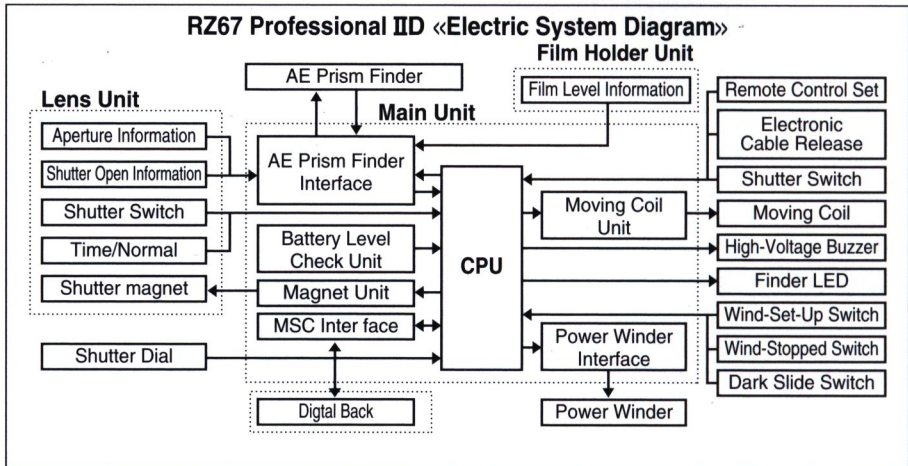 RZ67 Professional IID «Electric System Diagram»
Film Holder Unit
AE Prism Finder
Film Level Information
Remote Control Set
Lens Unit
Main Unit
Aperture Information
Electronic
Cable Release
AE Prism Finder
Interface
Shutter Open Information
Shutter Switch
Shutter Switch
Moving Coil
Unit
Moving Coil
Time/Normal
Battery Level
Check Unit
CPU
High-Voltage Buzzer
Shutter magnet
Magnet Unit
Finder LED
MSC Inter face
Wind-Set-Up Switch
Shutter Dial
Power Winder
Interface
Wind-Stopped Switch
Dark Slide Switch
Digtal Back
Power Winder